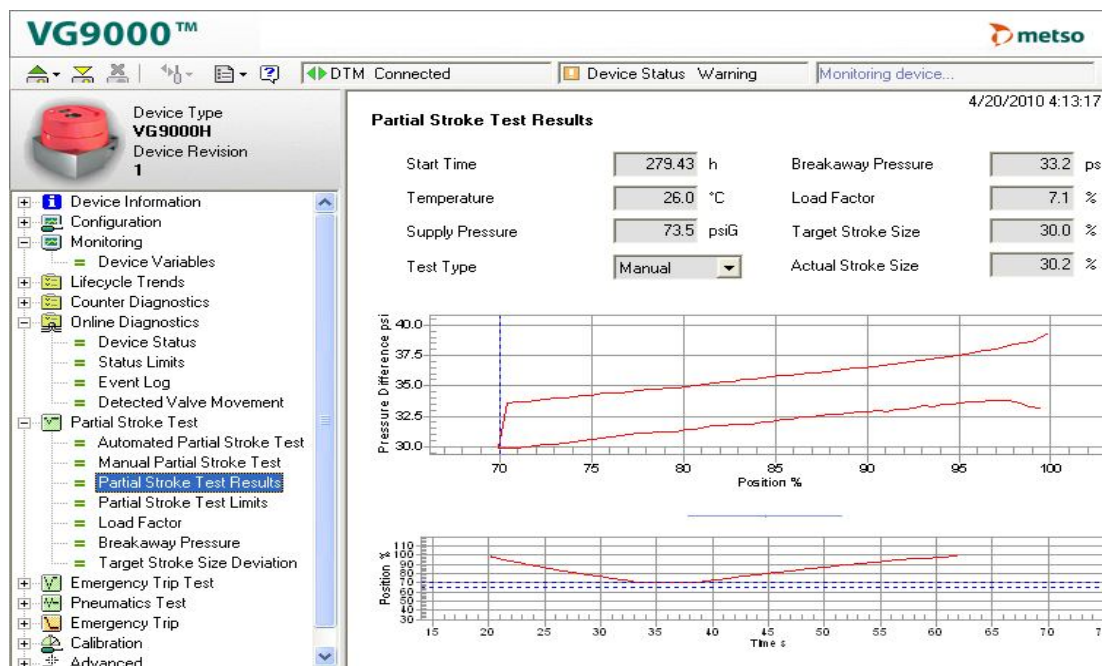 VG9000™
metso
DTM Connected
Device Status Warning
Monitoring device...
Device Type
VG9000H
Device Revision
1
Device Information
Configuration
Monitoring
Device Variables
Lifecycle Trends
Counter Diagnostics
Online Diagnostics
Device Status
Status Limits
Event Log
Detected Valve Movement
Partial Stroke Test
Automated Partial Stroke Test
Manual Partial Stroke Test
Partial Stroke Test Results
Partial Stroke Test Limits
Load Factor
Breakaway Pressure
Target Stroke Size Deviation
Emergency Trip Test
Pneumatics Test
Emergency Trip
Calibration
Advanced
4/20/2010 4:13:17
Partial Stroke Test Results
Start Time 279.43 h Breakaway Pressure 33.2 ps
Temperature 26.0 °C Load Factor 7.1 %
Supply Pressure 73.5 psiG Target Stroke Size 30.0 %
Test Type Manual Actual Stroke Size 30.2 %
Pressure Difference psi
40.0
37.5
35.0
32.5
30.0
70 75 80 85 90 95 100
Position %
Position %
110
100
90
80
70
60
50
40
30
15 20 25 30 35 40 45 50 55 60 65 70 7
Time s